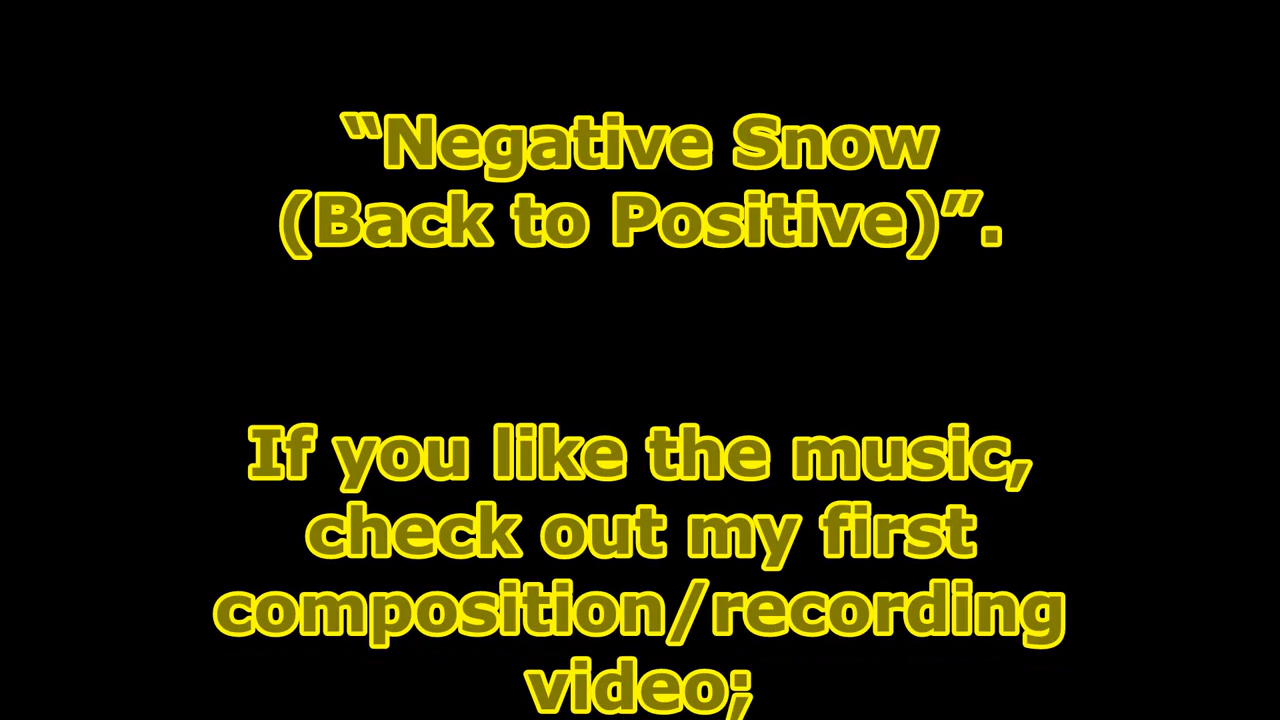 “Negative Snow
(Back to Positive)”.
If you like the music,
check out my first
composition/recording
video;